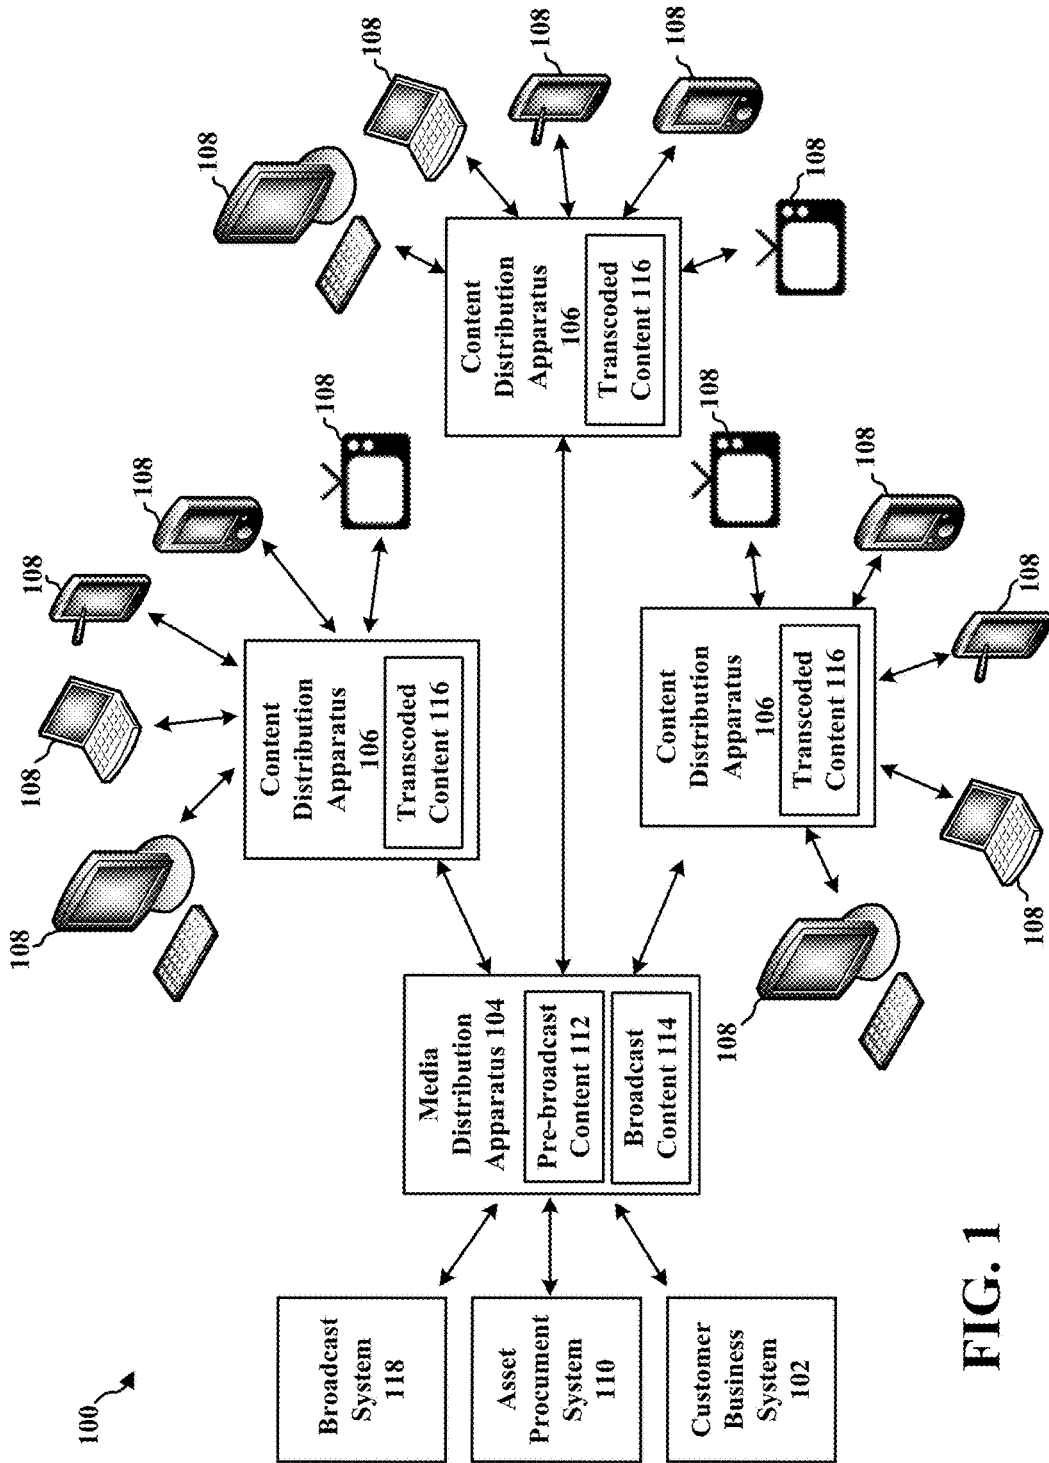 100
Broadcast
System
118
Asset
Procument
System
110
Customer
Business
System
102
Media
Distribution
Apparatus 104
Pre-broadcast
Content 112
Broadcast
Content 114
Content
Distribution
Apparatus
106
Transcoded
Content 116
108
108
108
108
108
Content
Distribution
Apparatus
106
Transcoded
Content 116
108
108
108
108
108
Content
Distribution
Apparatus
106
Transcoded
Content 116
108
108
108
108
108
FIG. 1